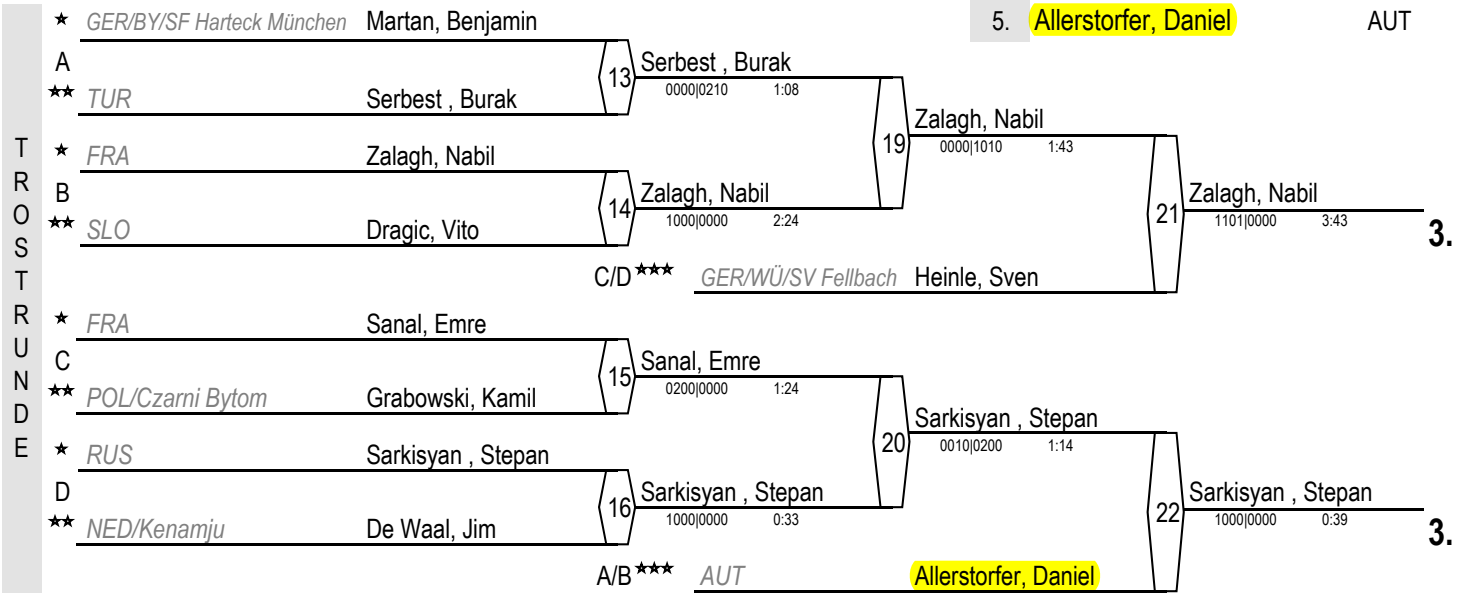 TROSTRUNDE
★ GER/BY/SF Harteck München Martan, Benjamin
5. Allerstorfer, Daniel AUT
A
13 Serbest , Burak
0000|0210 1:08
★★ TUR Serbest , Burak
19 Zalagh, Nabil
0000|1010 1:43
★ FRA Zalagh, Nabil
B
14 Zalagh, Nabil
1000|0000 2:24
21 Zalagh, Nabil
1101|0000 3:43
3.
★★ SLO Dragic, Vito
C/D ★★★ GER/WÜ/SV Fellbach Heinle, Sven
★ FRA Sanal, Emre
C
15 Sanal, Emre
0200|0000 1:24
★★ POL/Czarni Bytom Grabowski, Kamil
20 Sarkisyan , Stepan
0010|0200 1:14
★ RUS Sarkisyan , Stepan
D
16 Sarkisyan , Stepan
1000|0000 0:33
22 Sarkisyan , Stepan
1000|0000 0:39
3.
★★ NED/Kenamju De Waal, Jim
A/B ★★★ AUT Allerstorfer, Daniel